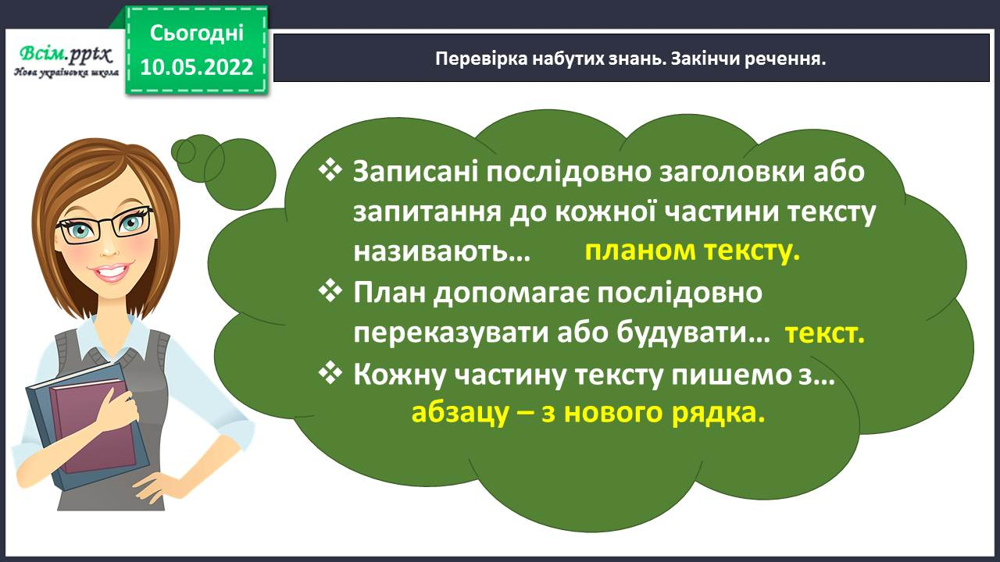 Всім.pptx
Нова українська школа
Сьогодні
10.05.2022
Перевірка набутих знань. Закінчи речення.
❖ Записані послідовно заголовки або
запитання до кожної частини тексту
називають... планом тексту.
❖ План допомагає послідовно
переказувати або будувати... текст.
❖ Кожну частину тексту пишемо з...
абзацу – з нового рядка.